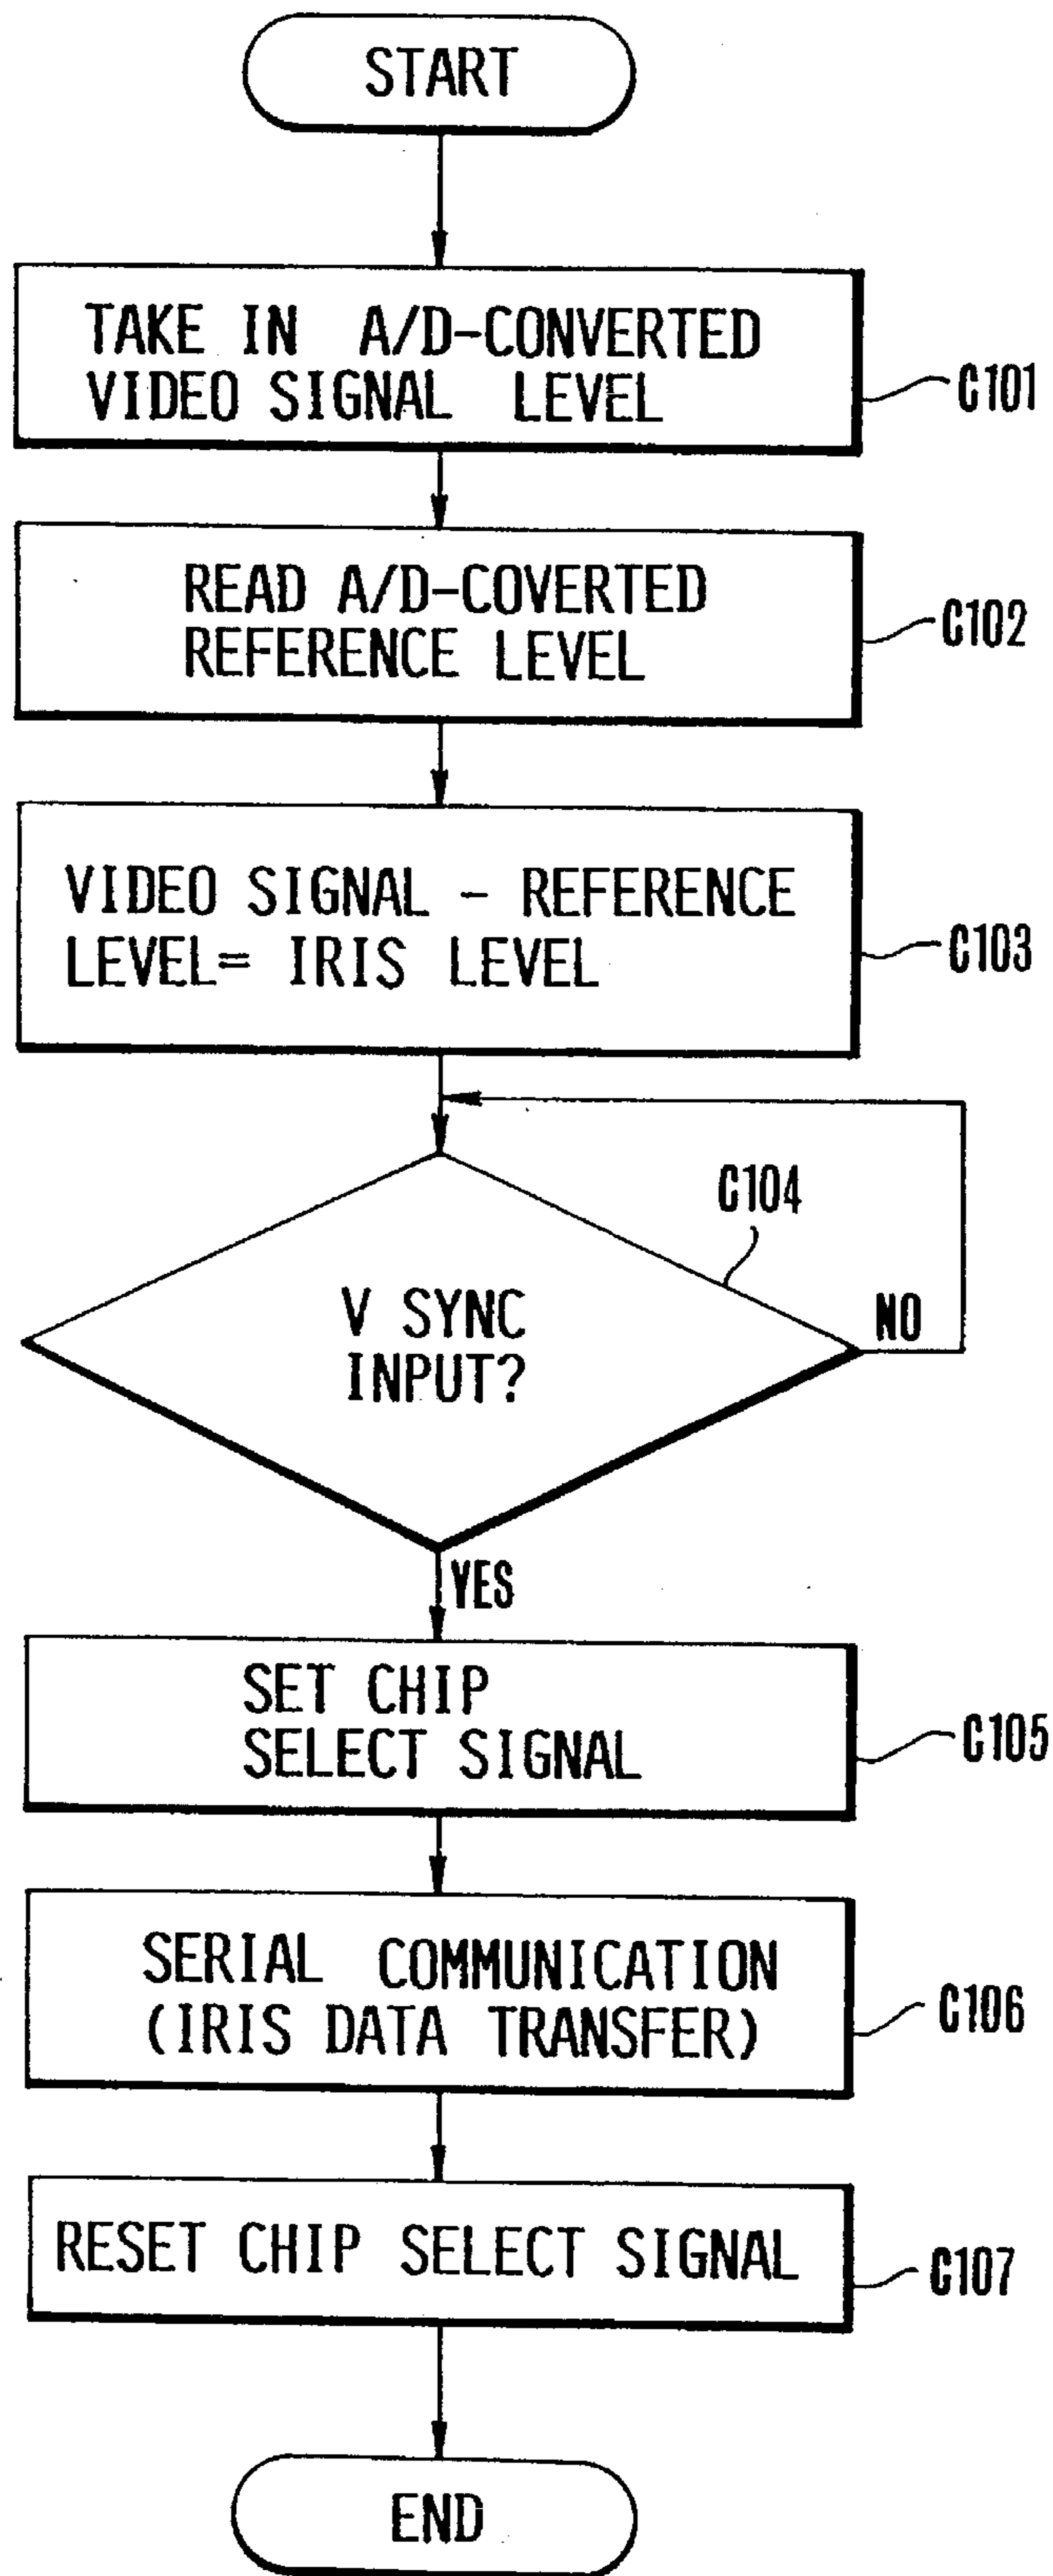 START
TAKE IN A/D-CONVERTED
VIDEO SIGNAL LEVEL
C101
READ A/D-COVERTED
REFERENCE LEVEL
C102
VIDEO SIGNAL - REFERENCE
LEVEL= IRIS LEVEL
C103
C104
V SYNC
INPUT?
NO
YES
SET CHIP
SELECT SIGNAL
C105
SERIAL COMMUNICATION
(IRIS DATA TRANSFER)
C106
RESET CHIP SELECT SIGNAL
C107
END